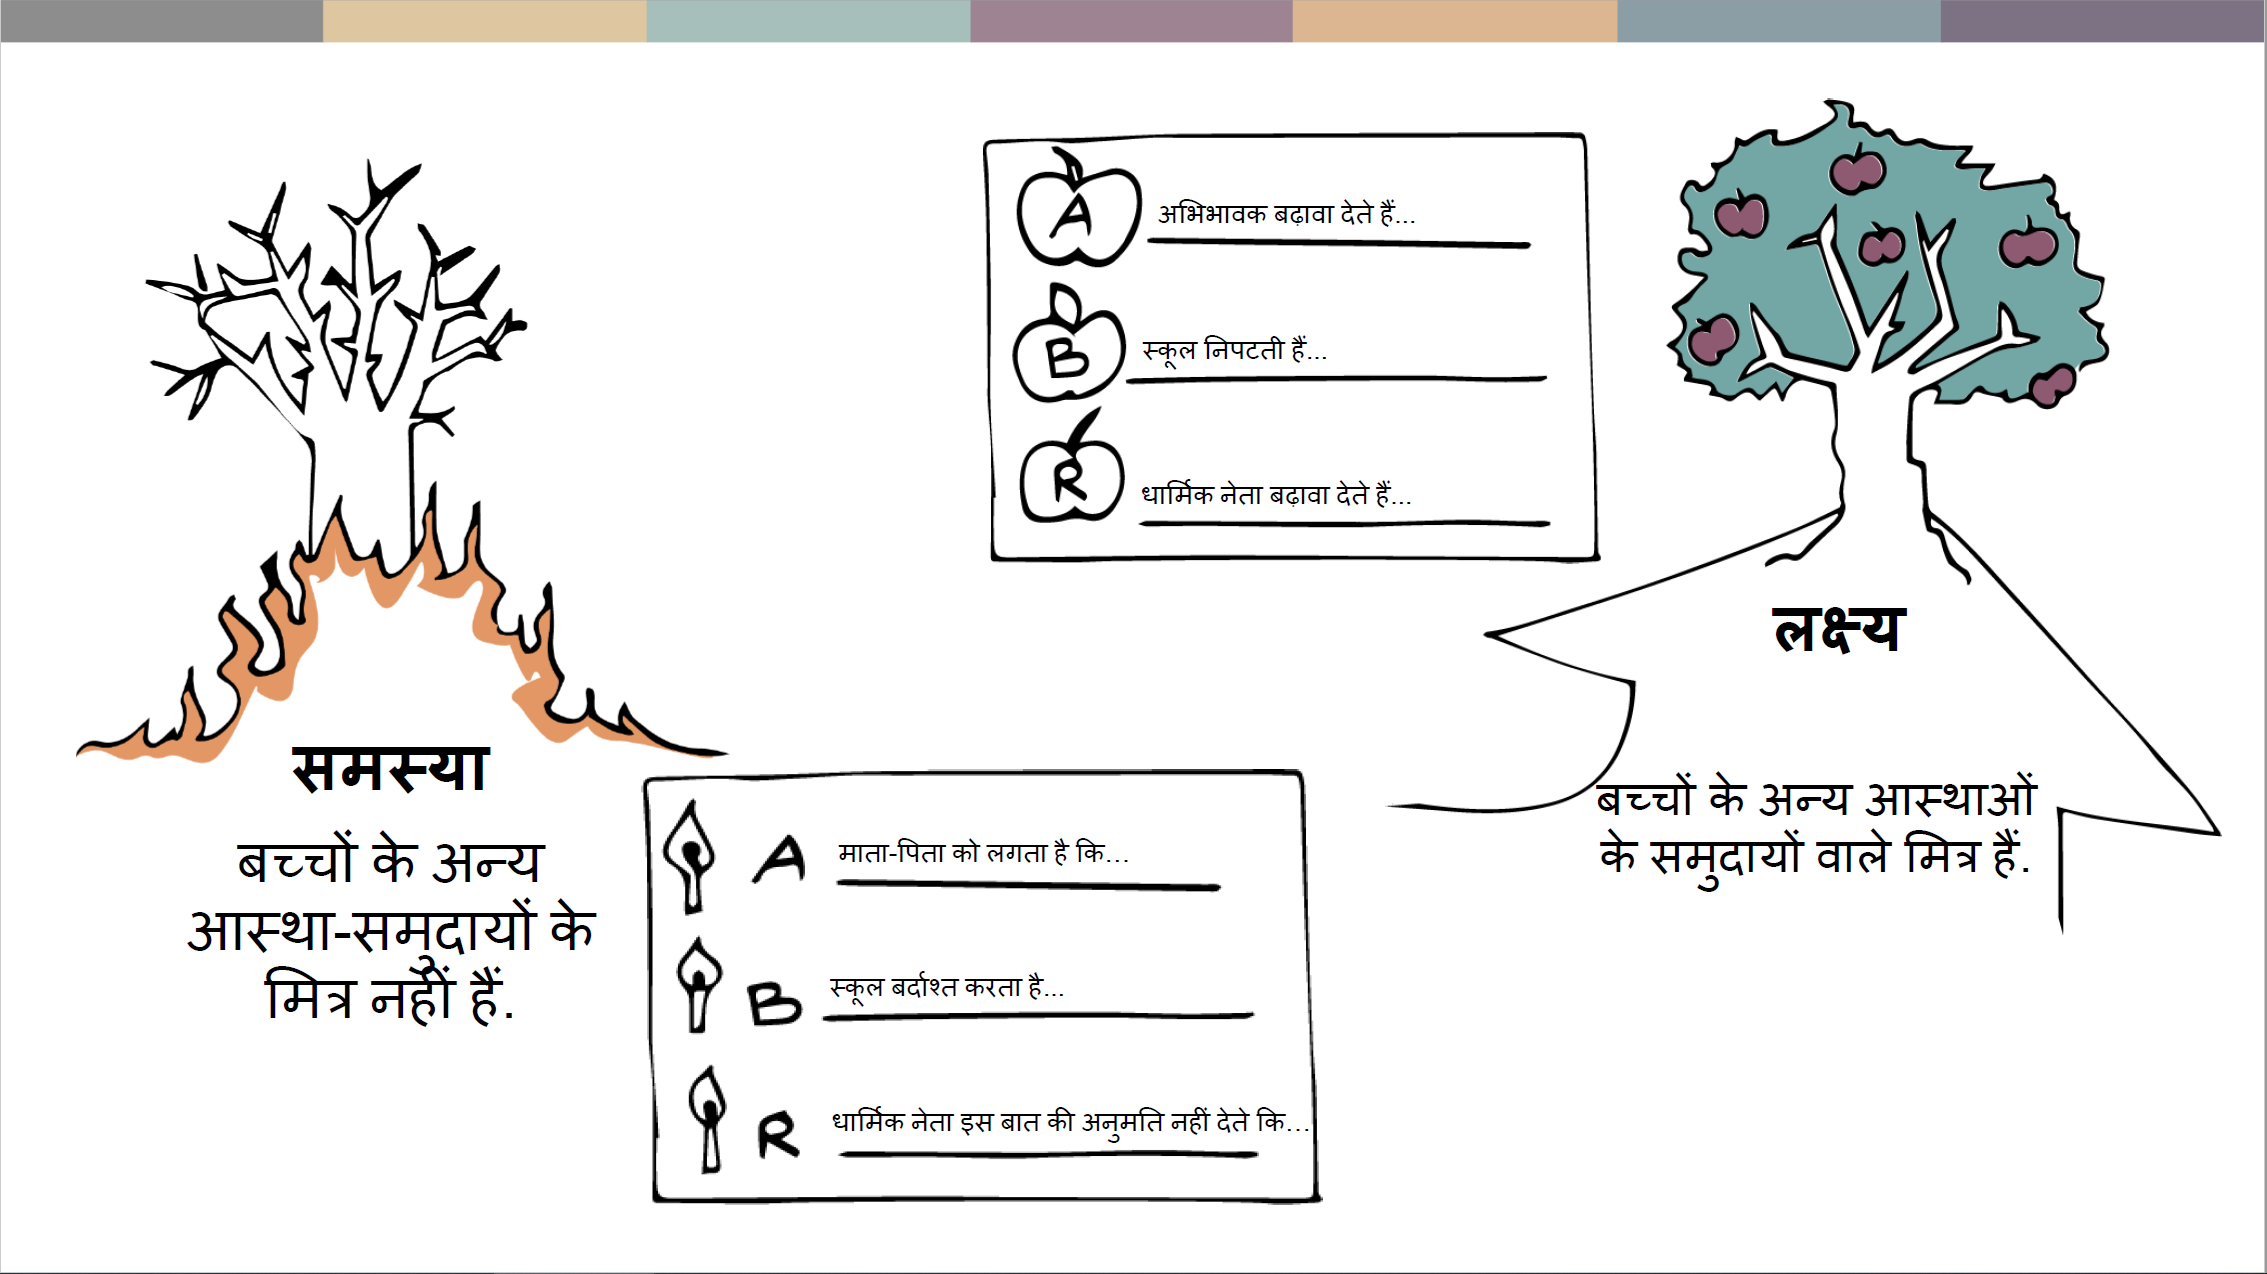 समस्या
बच्चों के अन्य
आस्था-समुदायों के
मित्र नहीं हैं.
A माता-पिता को लगता है कि...
B स्कूल बर्दाश्त करता है...
R धार्मिक नेता इस बात की अनुमति नहीं देते कि...
A अभिभावक बढ़ावा देते हैं...
B स्कूल निपटती हैं...
R धार्मिक नेता बढ़ावा देते हैं...
लक्ष्य
बच्चों के अन्य आस्थाओं
के समुदायों वाले मित्र हैं.